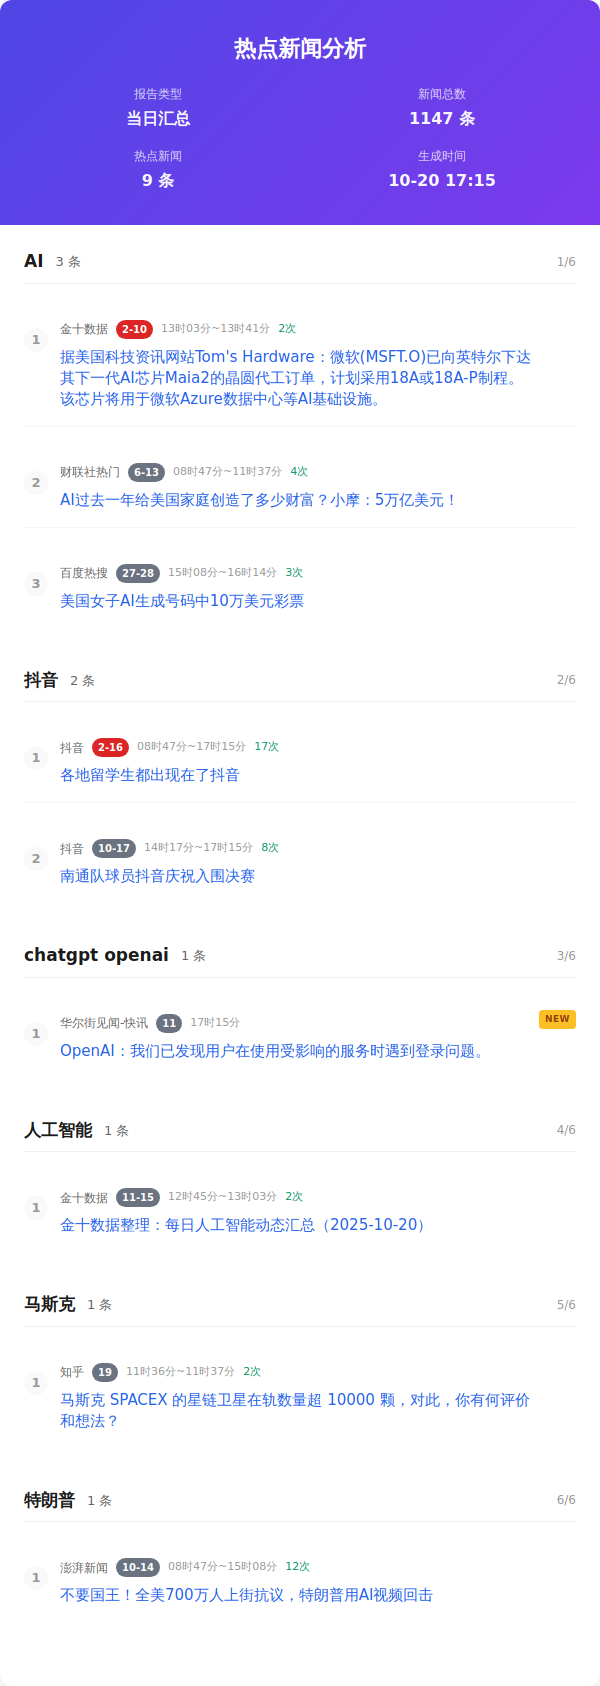 热点新闻分析
报告类型
新闻总数
当日汇总
1147 条
热点新闻
生成时间
9 条
10-20 17:15
AI 3 条 1/6
1
金十数据 2-10 13时03分~13时41分 2次
据美国科技资讯网站Tom's Hardware：微软(MSFT.O)已向英特尔下达
其下一代AI芯片Maia2的晶圆代工订单，计划采用18A或18A-P制程。
该芯片将用于微软Azure数据中心等AI基础设施。
2
财联社热门 6-13 08时47分~11时37分 4次
AI过去一年给美国家庭创造了多少财富？小摩：5万亿美元！
3
百度热搜 27-28 15时08分~16时14分 3次
美国女子AI生成号码中10万美元彩票
抖音 2 条 2/6
1
抖音 2-16 08时47分~17时15分 17次
各地留学生都出现在了抖音
2
抖音 10-17 14时17分~17时15分 8次
南通队球员抖音庆祝入围决赛
chatgpt openai 1 条 3/6
1
华尔街见闻-快讯 11 17时15分 NEW
OpenAI：我们已发现用户在使用受影响的服务时遇到登录问题。
人工智能 1 条 4/6
1
金十数据 11-15 12时45分~13时03分 2次
金十数据整理：每日人工智能动态汇总（2025-10-20）
马斯克 1 条 5/6
1
知乎 19 11时36分~11时37分 2次
马斯克 SPACEX 的星链卫星在轨数量超 10000 颗，对此，你有何评价
和想法？
特朗普 1 条 6/6
1
澎湃新闻 10-14 08时47分~15时08分 12次
不要国王！全美700万人上街抗议，特朗普用AI视频回击